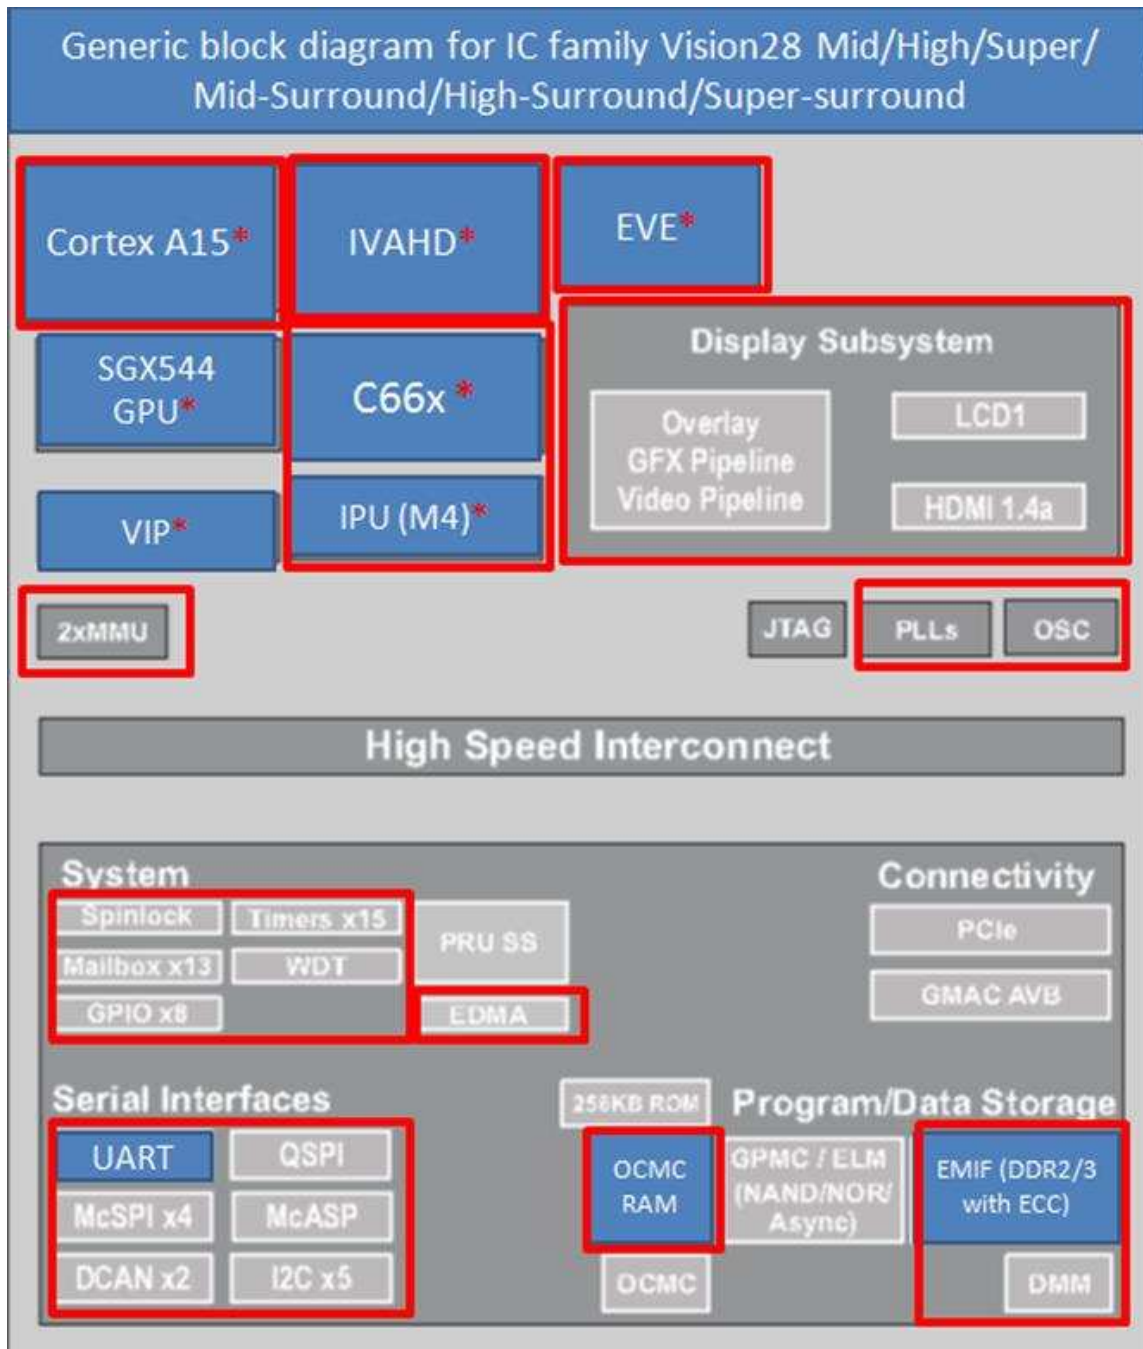 Generic block diagram for IC family Vision28 Mid/High/Super/
Mid-Surround/High-Surround/Super-surround
Cortex A15*
IVAHD*
EVE*
SGX544
GPU*
C66x *
Display Subsystem
Overlay
GFX Pipeline
Video Pipeline
LCD1
HDMI 1.4a
VIP*
IPU (M4)*
2xMMU
JTAG
PLLs
OSC
High Speed Interconnect
System
Spinlock
Timers x15
Mailbox x13
WDT
GPIO x8
PRU SS
EDMA
Connectivity
PCIe
GMAC AVB
Serial Interfaces
UART
QSPI
McSPI x4
McASP
DCAN x2
I2C x5
256KB ROM
Program/Data Storage
OCMC
RAM
GPMC / ELM
(NAND/NOR/
Async)
EMIF (DDR2/3
with ECC)
OCMC
DMM